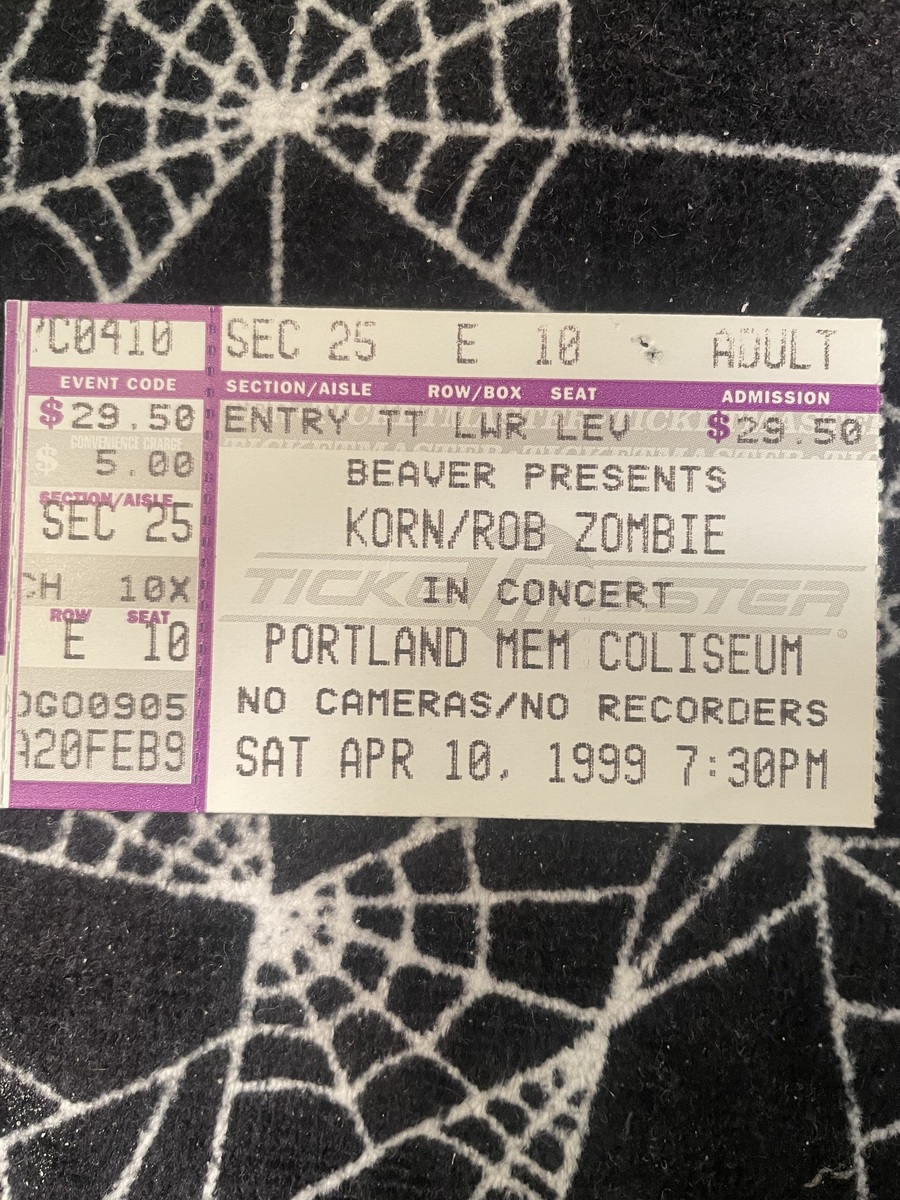 'C0410
EVENT CODE
$29.50
CONVENIENCE CHARGE
$ 5.00
SECTION/AISLE
SEC 25
CH 10X
ROW SEAT
E 10
OGO0905
A20FEB9
SEC 25 E 10 ADULT
SECTION/AISLE ROW/BOX SEAT ADMISSION
ENTRY TT LWR LEV $29.50
TICKETMASTER
BEAVER PRESENTS
KORN/ROB ZOMBIE
IN CONCERT
PORTLAND MEM COLISEUM
NO CAMERAS/NO RECORDERS
SAT APR 10, 1999 7:30PM